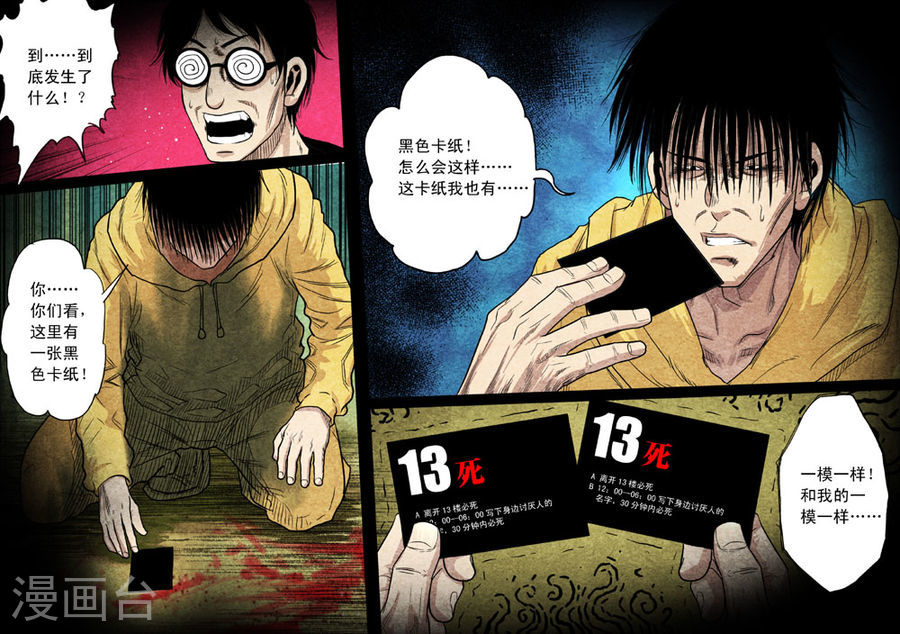 到……到
底发生了
什么！？
你……
你们看，
这里有
一张黑
色卡纸！
黑色卡纸！
怎么会这样……
这卡纸我也有……
13死
A 离开13楼必死
2：00—06：00写下身边讨厌人的
，30分钟内必死
13死
A 离开13楼必死
B 12：00—06：00写下身边讨厌人的
名字，30分钟内必死
一模一样！
和我的一
模一样……
漫画台